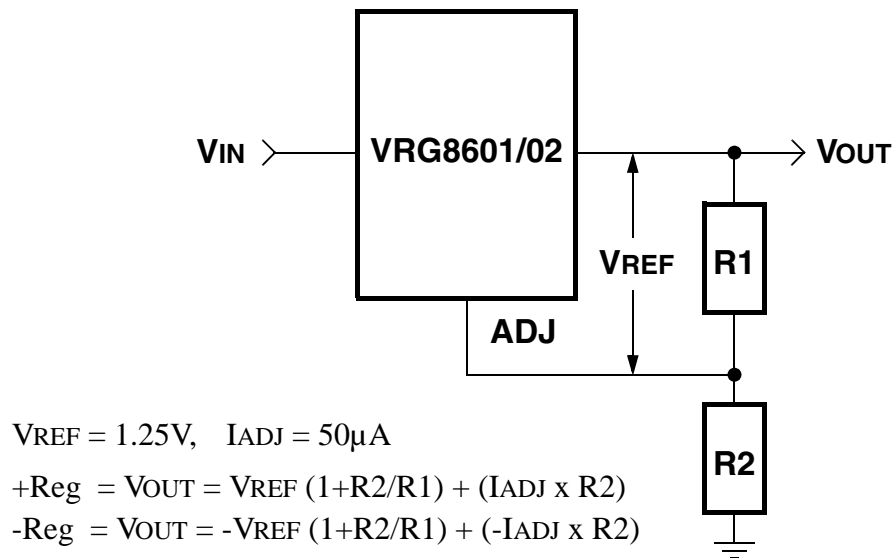 VIN
VRG8601/02
VOUT
VREF
R1
ADJ
R2
VREF = 1.25V, IADJ = 50µA
+Reg = VOUT = VREF (1+R2/R1) + (IADJ x R2)
-Reg = VOUT = -VREF (1+R2/R1) + (-IADJ x R2)